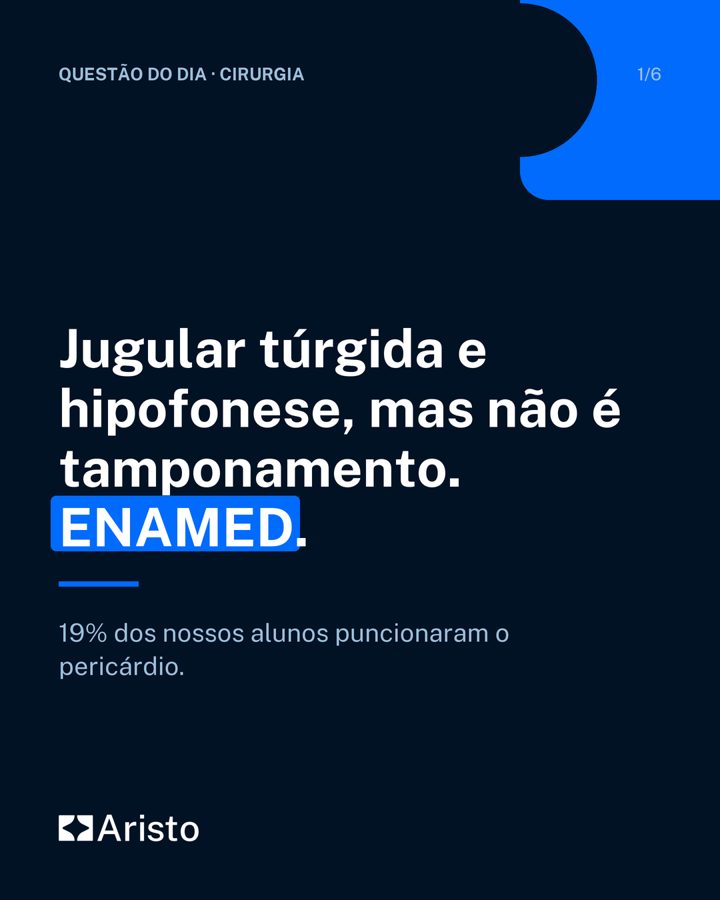 QUESTÃO DO DIA · CIRURGIA
1/6
Jugular túrgida e
hipofonese, mas não é
tamponamento.
ENAMED.
19% dos nossos alunos puncionaram o
pericárdio.
Aristo